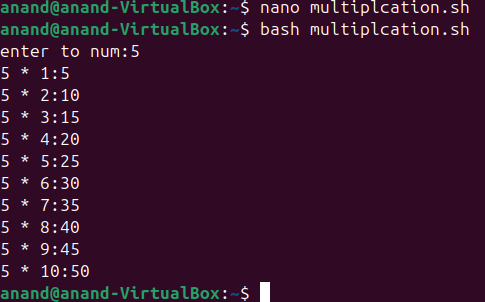 anand@anand-VirtualBox:~$ nano multiplcation.sh
anand@anand-VirtualBox:~$ bash multiplcation.sh
enter to num:5
5 * 1:5
5 * 2:10
5 * 3:15
5 * 4:20
5 * 5:25
5 * 6:30
5 * 7:35
5 * 8:40
5 * 9:45
5 * 10:50
anand@anand-VirtualBox:~$